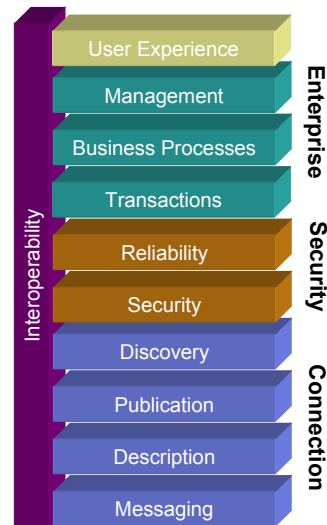 User Experience
Management
Business Processes
Transactions
Reliability
Security
Discovery
Publication
Description
Messaging
Interoperability
Enterprise
Security
Connection